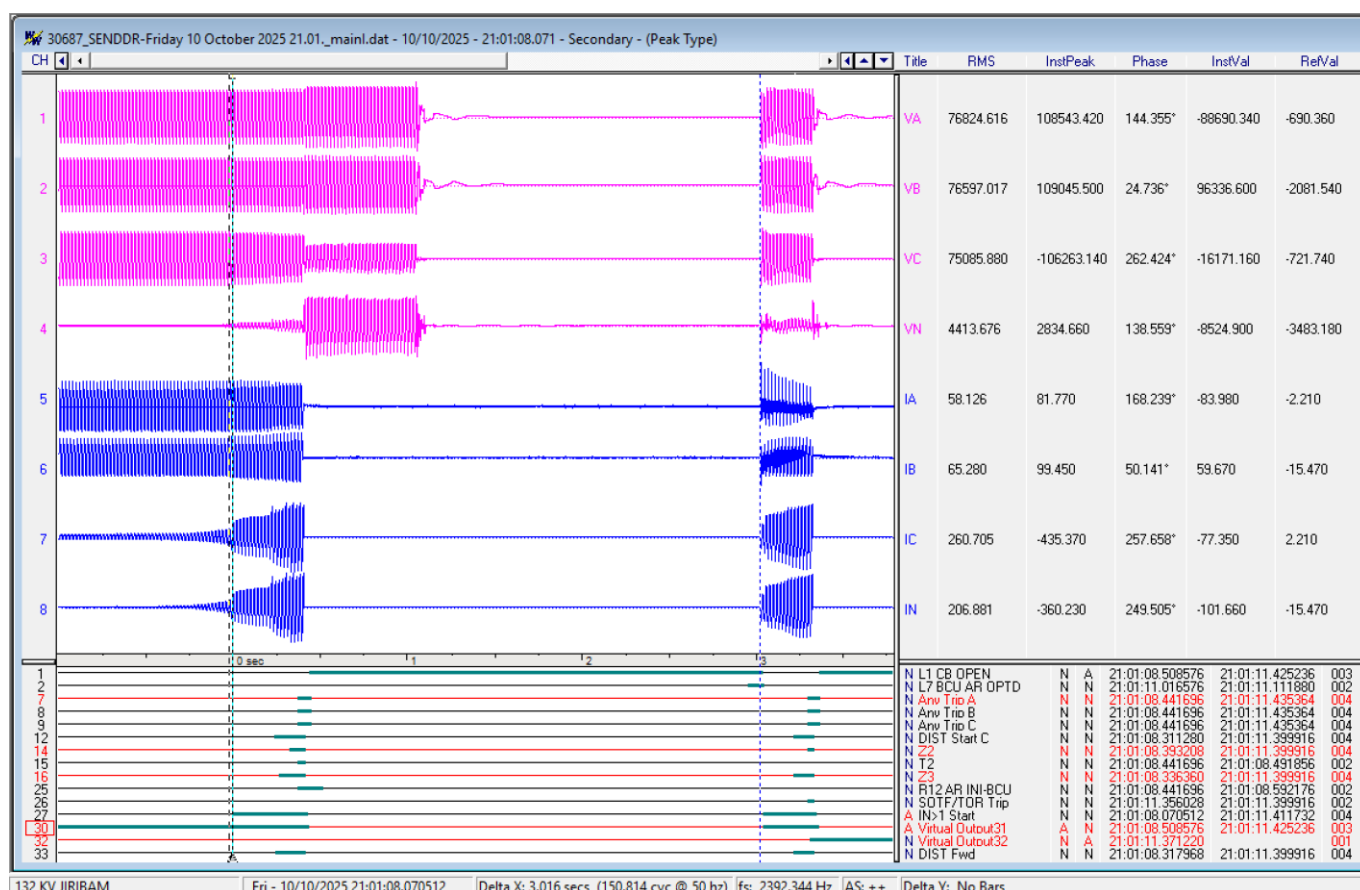 30687_SENDDR-Friday 10 October 2025 21.01._mainI.dat - 10/10/2025 - 21:01:08.071 - Secondary - (Peak Type)
CH Title RMS InstPeak Phase InstVal RefVal
1 VA 76824.616 108543.420 144.355° -88690.340 -690.360
2 VB 76597.017 109045.500 24.736° 96336.600 -2081.540
3 VC 75085.880 -106263.140 262.424° -16171.160 -721.740
4 VN 4413.676 2834.660 138.559° -8524.900 -3483.180
5 IA 58.126 81.770 168.239° -83.980 -2.210
6 IB 65.280 99.450 50.141° 59.670 -15.470
7 IC 260.705 -435.370 257.658° -77.350 2.210
8 IN 206.881 -360.230 249.505° -101.660 -15.470
0 sec 1 2 3
1 N L1 CB OPEN N A 21:01:08.508576 21:01:11.425236 003
2 N L7 BCU AR OPTD N N 21:01:11.016576 21:01:11.111880 002
7 N Any Trip A N N 21:01:08.441696 21:01:11.435364 004
8 N Any Trip B N N 21:01:08.441696 21:01:11.435364 004
9 N Any Trip C N N 21:01:08.441696 21:01:11.435364 004
12 N DIST Start C N N 21:01:08.311280 21:01:11.399916 004
14 N Z2 N N 21:01:08.393208 21:01:11.399916 004
15 N T2 N N 21:01:08.441696 21:01:08.491856 002
16 N Z3 N N 21:01:08.336360 21:01:11.399916 004
25 N R12 AR INI-BCU N N 21:01:08.441696 21:01:08.592176 002
26 N SOTF/TOR Trip N N 21:01:11.356028 21:01:11.399916 002
27 A IN>1 Start N N 21:01:08.070512 21:01:11.411732 004
30 A Virtual Output31 A N 21:01:08.508576 21:01:11.425236 003
32 N Virtual Output32 N A 21:01:11.371220 001
33 N DIST Fwd N N 21:01:08.317968 21:01:11.399916 004
132 KV JIRIBAM Fri - 10/10/2025 21:01:08.070512 Delta X: 3.016 secs (150.814 cyc @ 50 hz) fs: 2392.344 Hz AS: ++ Delta Y: No Bars